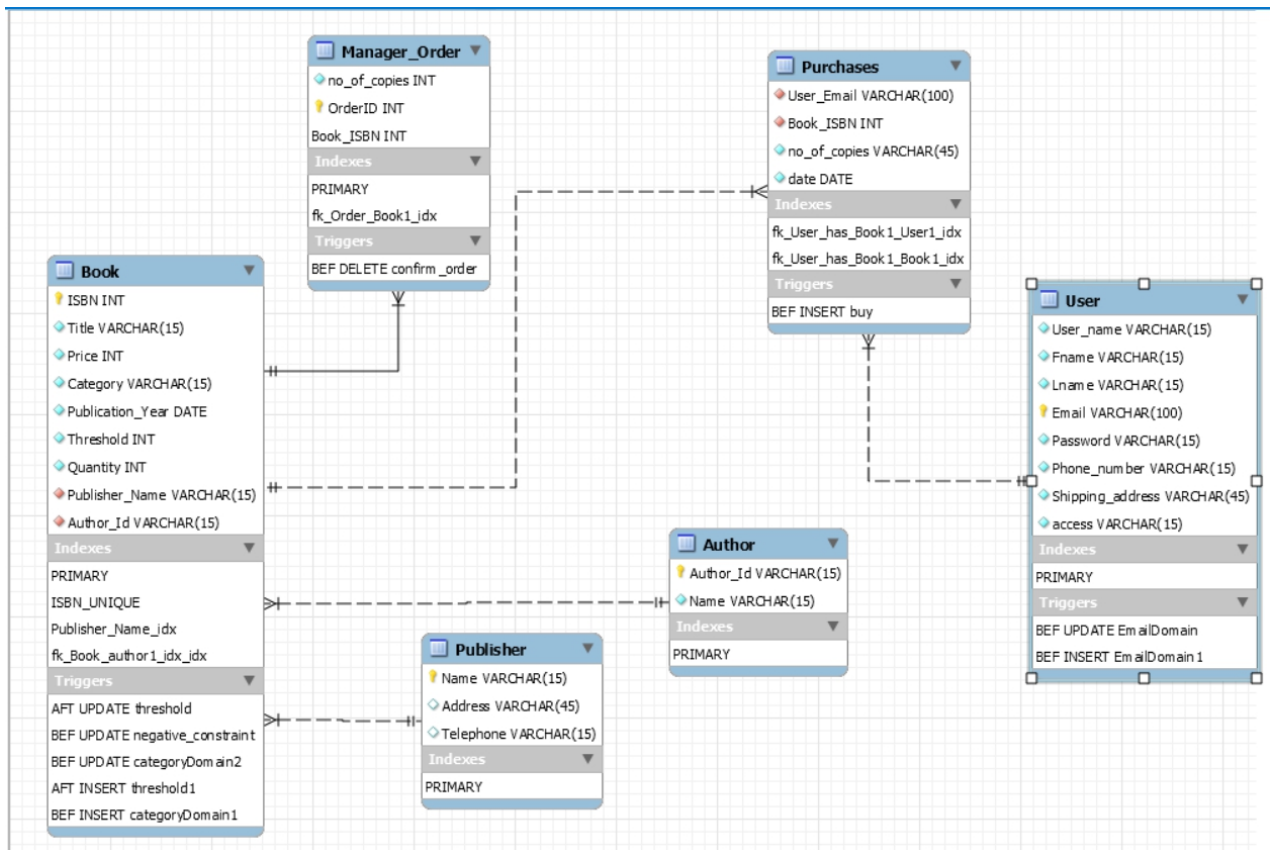 Manager_Order
no_of_copies INT
OrderID INT
Book_ISBN INT
Indexes
PRIMARY
fk_Order_Book1_idx
Triggers
BEF DELETE confirm _order
Purchases
User_Email VARCHAR(100)
Book_ISBN INT
no_of_copies VARCHAR(45)
date DATE
Indexes
fk_User_has_Book1_User1_idx
fk_User_has_Book1_Book1_idx
Triggers
BEF INSERT buy
Book
ISBN INT
Title VARCHAR(15)
Price INT
Category VARCHAR(15)
Publication_Year DATE
Threshold INT
Quantity INT
Publisher_Name VARCHAR(15)
Author_Id VARCHAR(15)
Indexes
PRIMARY
ISBN_UNIQUE
Publisher_Name_idx
fk_Book_author1_idx_idx
Triggers
AFT UPDATE threshold
BEF UPDATE negative_constraint
BEF UPDATE categoryDomain2
AFT INSERT threshold1
BEF INSERT categoryDomain1
User
User_name VARCHAR(15)
Fname VARCHAR(15)
Lname VARCHAR(15)
Email VARCHAR(100)
Password VARCHAR(15)
Phone_number VARCHAR(15)
Shipping_address VARCHAR(45)
access VARCHAR(15)
Indexes
PRIMARY
Triggers
BEF UPDATE EmailDomain
BEF INSERT EmailDomain1
Author
Author_Id VARCHAR(15)
Name VARCHAR(15)
Indexes
PRIMARY
Publisher
Name VARCHAR(15)
Address VARCHAR(45)
Telephone VARCHAR(15)
Indexes
PRIMARY